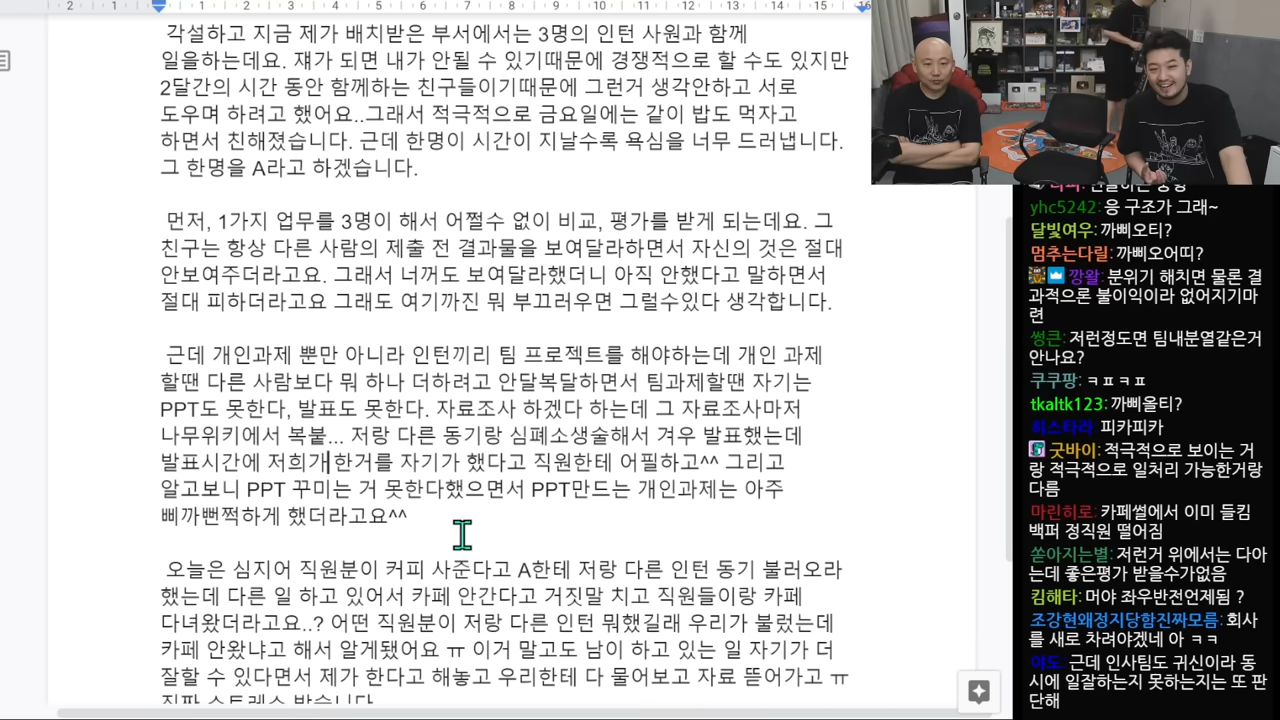 2 1 1 2 3 4 5 6 7 8 9 10 11 12 13 14 15 16
각설하고 지금 제가 배치받은 부서에서는 3명의 인턴 사원과 함께
일을하는데요. 쟤가 되면 내가 안될 수 있기때문에 경쟁적으로 할 수도 있지만
2달간의 시간 동안 함께하는 친구들이기때문에 그런거 생각안하고 서로
도우며 하려고 했어요..그래서 적극적으로 금요일에는 같이 밥도 먹자고
하면서 친해졌습니다. 근데 한명이 시간이 지날수록 욕심을 너무 드러냅니다.
그 한명을 A라고 하겠습니다.
먼저, 1가지 업무를 3명이 해서 어쩔수 없이 비교, 평가를 받게 되는데요. 그
친구는 항상 다른 사람의 제출 전 결과물을 보여달라하면서 자신의 것은 절대
안보여주더라고요. 그래서 너꺼도 보여달라했더니 아직 안했다고 말하면서
절대 피하더라고요 그래도 여기까진 뭐 부끄러우면 그럴수있다 생각합니다.
근데 개인과제 뿐만 아니라 인턴끼리 팀 프로젝트를 해야하는데 개인 과제
할땐 다른 사람보다 뭐 하나 더하려고 안달복달하면서 팀과제할땐 자기는
PPT도 못한다, 발표도 못한다. 자료조사 하겠다 하는데 그 자료조사마저
나무위키에서 복붙... 저랑 다른 동기랑 심폐소생술해서 겨우 발표했는데
발표시간에 저희가 한거를 자기가 했다고 직원한테 어필하고^^ 그리고
알고보니 PPT 꾸미는 거 못한다했으면서 PPT만드는 개인과제는 아주
삐까뻔쩍하게 했더라고요^^
오늘은 심지어 직원분이 커피 사준다고 A한테 저랑 다른 인턴 동기 불러오라
했는데 다른 일 하고 있어서 카페 안간다고 거짓말 치고 직원들이랑 카페
다녀왔더라고요..? 어떤 직원분이 저랑 다른 인턴 뭐했길래 우리가 불렀는데
카페 안왔냐고 해서 알게됐어요 ㅠ 이거 말고도 남이 하고 있는 일 자기가 더
잘할 수 있다면서 제가 한다고 해놓고 우리한테 다 물어보고 자료 뜯어가고 ㅠ
진짜 스트레스 받습니다
yhc5242: 응 구조가 그래~
달빛여우: 까삐오티?
멈추는다릴: 까삐오어띠?
깡왈: 분위기 해치면 물론 결
과적으론 불이익이라 없어지기마
련
썽큰: 저런정도면 팀내분열같은거
안나요?
쿠쿠팡: ㅋㅍㅋㅍ
tkaltk123: 까삐올티?
히스타라: 피카피카
굿바이: 적극적으로 보이는 거
랑 적극적으로 일처리 가능한거랑
다름
마린히로: 카페썰에서 이미 들킴
백퍼 정직원 떨어짐
쏟아지는별: 저런거 위에서는 다아
는데 좋은평가 받을수가없음
킴해타: 머야 좌우반전언제됨 ?
조강현왜정지당함진짜모름: 회사
를 새로 차려야겠네 아 ㅋㅋ
야도: 근데 인사팀도 귀신이라 동
시에 일잘하는지 못하는지는 또 판
단해